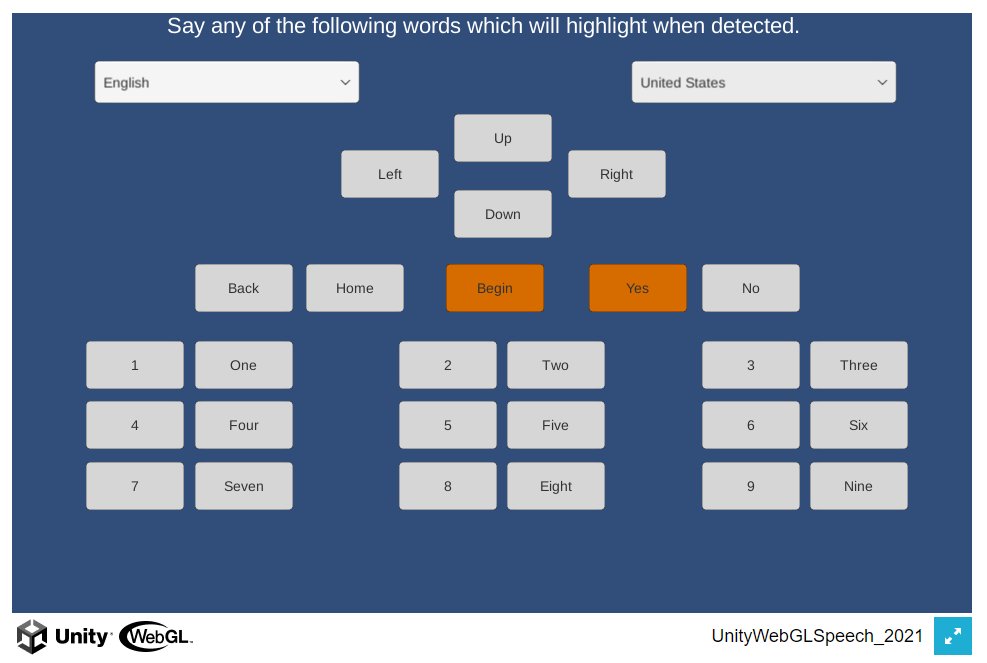 Say any of the following words which will highlight when detected.
English United States
Up
Left Right
Down
Back Home Begin Yes No
1 One 2 Two 3 Three
4 Four 5 Five 6 Six
7 Seven 8 Eight 9 Nine
Unity WebGL™ UnityWebGLSpeech_2021